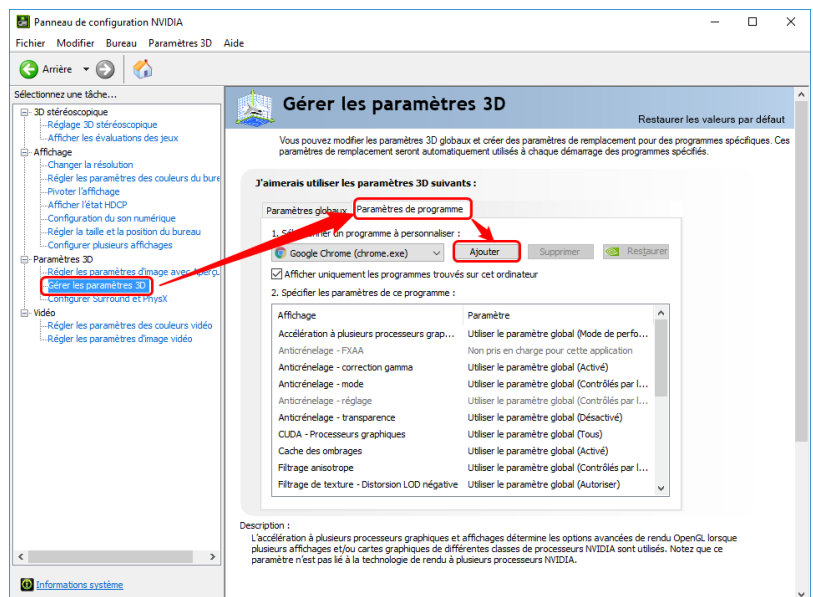 Panneau de configuration NVIDIA
Fichier Modifier Bureau Paramètres 3D Aide
Arrière
Sélectionnez une tâche...
3D stéréoscopique
Réglage 3D stéréoscopique
Afficher les évaluations des jeux
Affichage
Changer la résolution
Régler les paramètres des couleurs du bure
Pivoter l'affichage
Afficher l'état HDCP
Configuration du son numérique
Régler la taille et la position du bureau
Configurer plusieurs affichages
Paramètres 3D
Régler les paramètres d'image avec Aperçu
Gérer les paramètres 3D
Configurer Surround et PhysX
Vidéo
Régler les paramètres des couleurs vidéo
Régler les paramètres d'image vidéo
Informations système
Gérer les paramètres 3D
Restaurer les valeurs par défaut
Vous pouvez modifier les paramètres 3D globaux et créer des paramètres de remplacement pour des programmes spécifiques. Ces
paramètres de remplacement seront automatiquement utilisés à chaque démarrage des programmes spécifiés.
J'aimerais utiliser les paramètres 3D suivants :
Paramètres globaux Paramètres de programme
1. Sélectionner un programme à personnaliser :
Google Chrome (chrome.exe) Ajouter Supprimer Restaurer
Afficher uniquement les programmes trouvés sur cet ordinateur
2. Spécifier les paramètres de ce programme :
Affichage Paramètre
Accélération à plusieurs processeurs grap... Utiliser le paramètre global (Mode de perfo...
Anticrénelage - FXAA Non pris en charge pour cette application
Anticrénelage - correction gamma Utiliser le paramètre global (Activé)
Anticrénelage - mode Utiliser le paramètre global (Contrôlés par l...
Anticrénelage - réglage Utiliser le paramètre global (Contrôlés par l...
Anticrénelage - transparence Utiliser le paramètre global (Désactivé)
CUDA - Processeurs graphiques Utiliser le paramètre global (Tous)
Cache des ombrages Utiliser le paramètre global (Activé)
Filtrage anisotrope Utiliser le paramètre global (Contrôlés par l...
Filtrage de texture - Distorsion LOD négative Utiliser le paramètre global (Autoriser)
Description :
L'accélération à plusieurs processeurs graphiques et affichages détermine les options avancées de rendu OpenGL lorsque
plusieurs affichages et/ou cartes graphiques de différentes classes de processeurs NVIDIA sont utilisés. Notez que ce
paramètre n'est pas lié à la technologie de rendu à plusieurs processeurs NVIDIA.